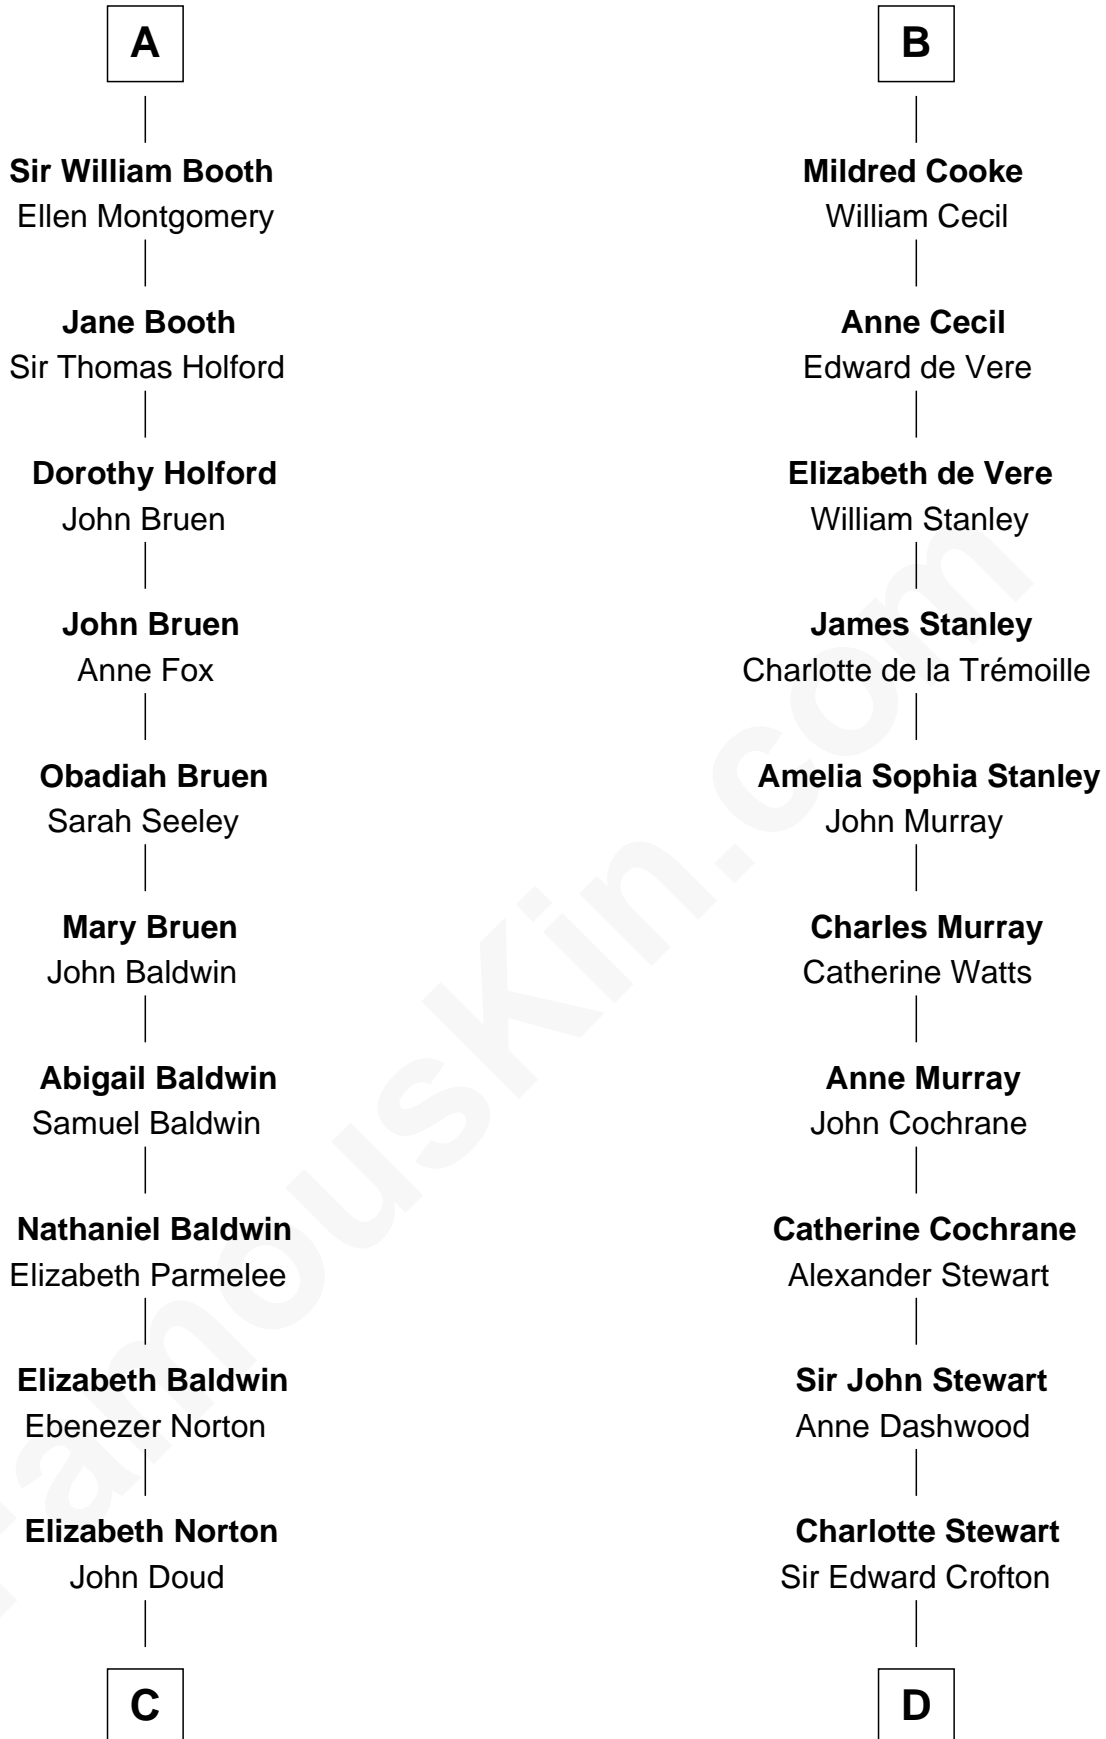 A
Sir William Booth
Ellen Montgomery
Jane Booth
Sir Thomas Holford
Dorothy Holford
John Bruen
John Bruen
Anne Fox
Obadiah Bruen
Sarah Seeley
Mary Bruen
John Baldwin
Abigail Baldwin
Samuel Baldwin
Nathaniel Baldwin
Elizabeth Parmelee
Elizabeth Baldwin
Ebenezer Norton
Elizabeth Norton
John Doud
C
B
Mildred Cooke
William Cecil
Anne Cecil
Edward de Vere
Elizabeth de Vere
William Stanley
James Stanley
Charlotte de la Trémoille
Amelia Sophia Stanley
John Murray
Charles Murray
Catherine Watts
Anne Murray
John Cochrane
Catherine Cochrane
Alexander Stewart
Sir John Stewart
Anne Dashwood
Charlotte Stewart
Sir Edward Crofton
D
FamousKin.com